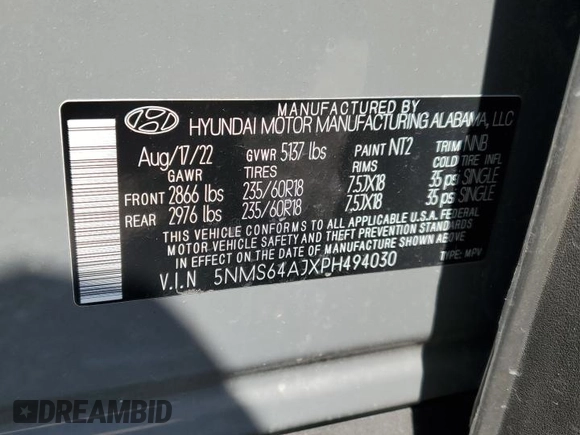 MANUFACTURED BY
HYUNDAI MOTOR MANUFACTURING ALABAMA, LLC
Aug/17/22 GVWR 5137 lbs PAINT NT2 TRIM NNB
GAWR TIRES RIMS COLD TIRE INFL
FRONT 2866 lbs 235/60R18 7.5JX18 35 psi SINGLE
REAR 2976 lbs 235/60R18 7.5JX18 35 psi SINGLE
THIS VEHICLE CONFORMS TO ALL APPLICABLE U.S.A. FEDERAL
MOTOR VEHICLE SAFETY AND THEFT PREVENTION STANDARDS
IN EFFECT ON THE DATE OF MANUFACTURE SHOWN ABOVE.
V.I.N 5NMS64AJXPH494030 TYPE: M.P.V
DREAMBID